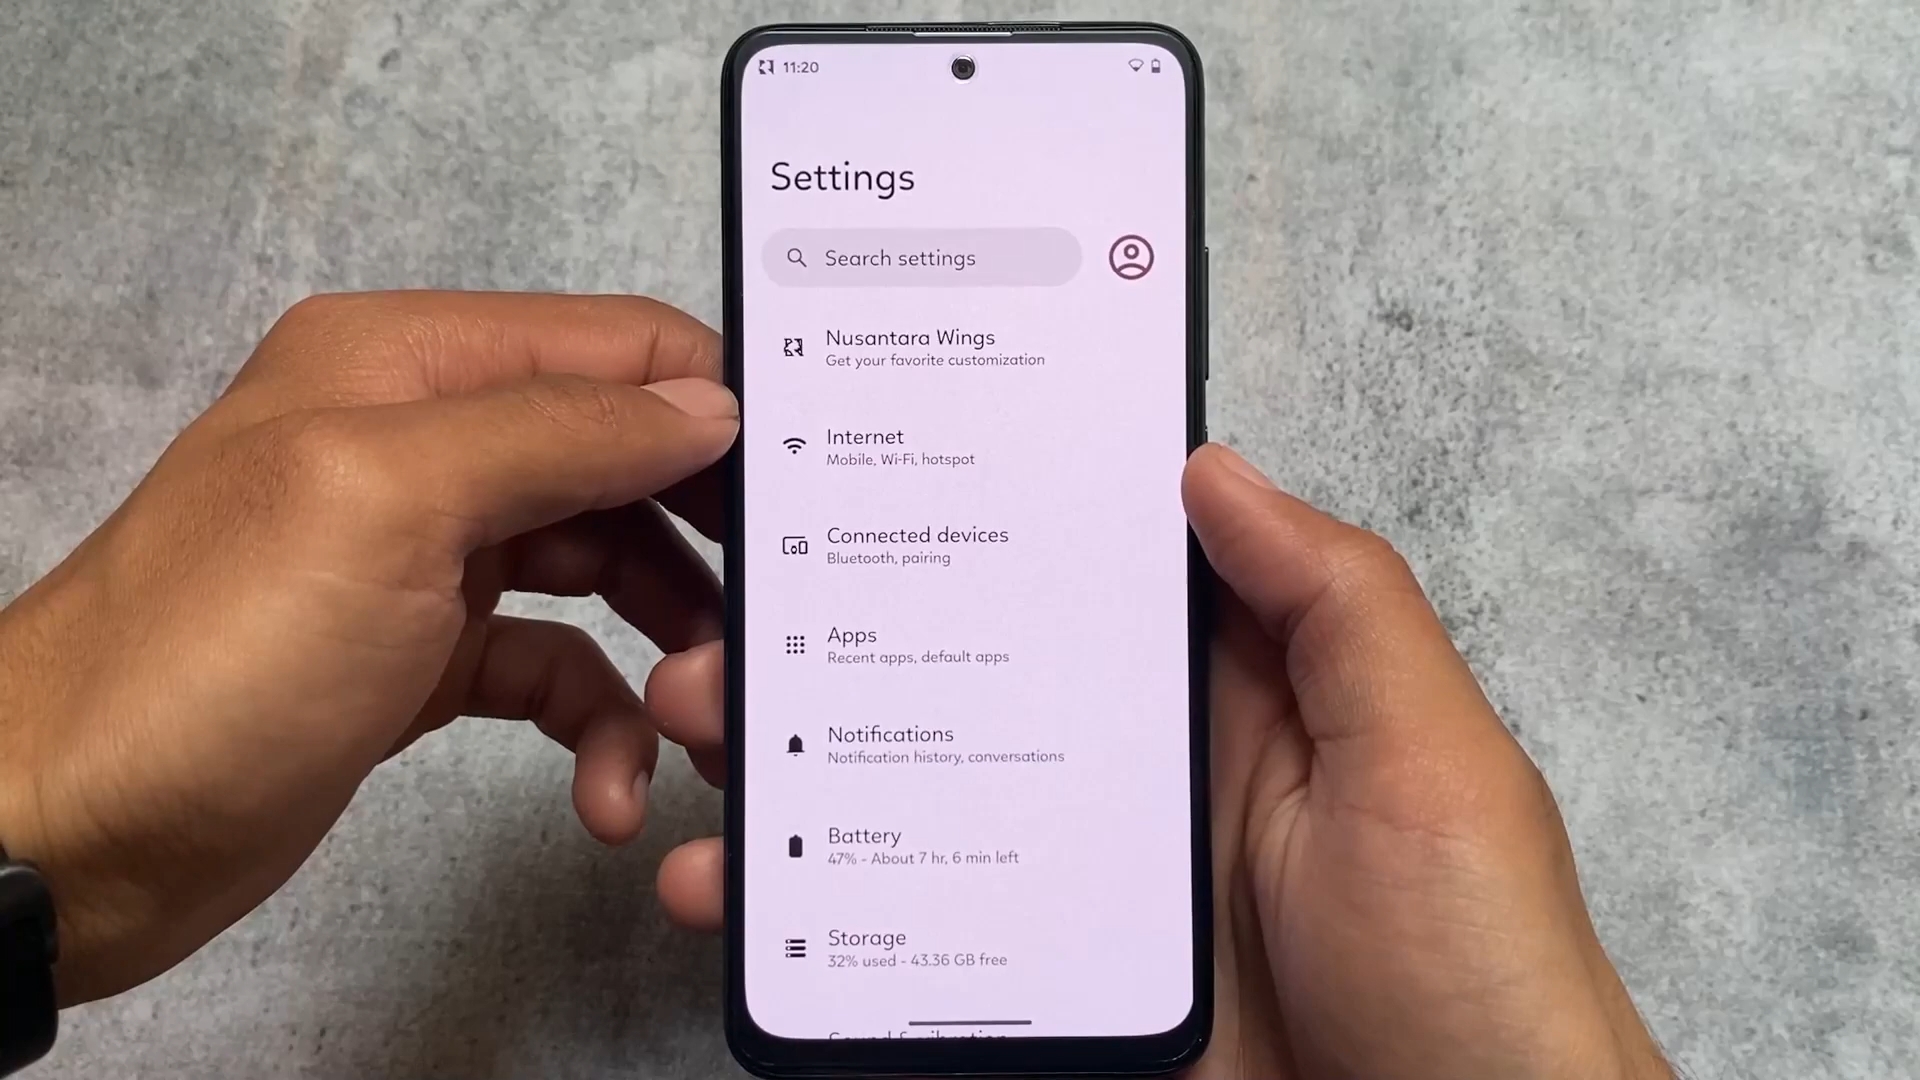 11:20
Settings
Search settings
Nusantara Wings
Get your favorite customization
Internet
Mobile, Wi-Fi, hotspot
Connected devices
Bluetooth, pairing
Apps
Recent apps, default apps
Notifications
Notification history, conversations
Battery
47% - About 7 hr, 6 min left
Storage
32% used - 43.36 GB free
Sound & vibration